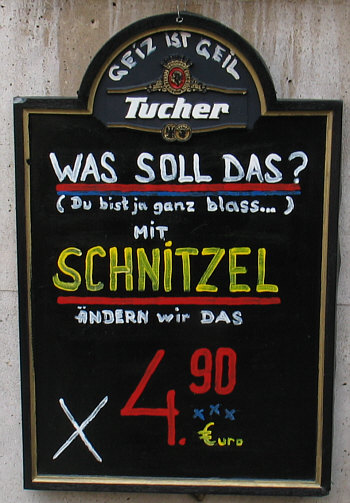 GEIZ IST GEIL
Tucher
WAS SOLL DAS?
(Du bist ja ganz blass...)
MIT
SCHNITZEL
ÄNDERN wir DAS
4.90
Euro